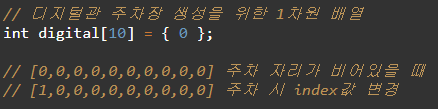 // 디지털관 주차장 생성을 위한 1차원 배열
int digital[10] = { 0 };
// [0,0,0,0,0,0,0,0,0,0] 주차 자리가 비어있을 때
// [1,0,0,0,0,0,0,0,0,0] 주차 시 index값 변경